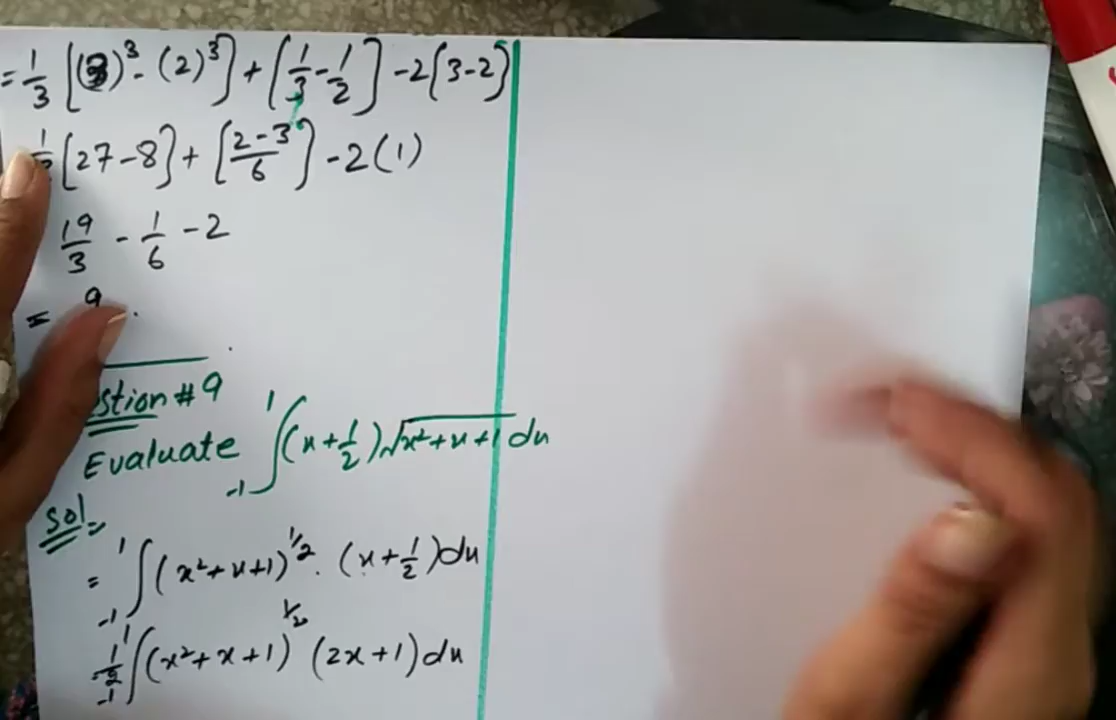 = 1/3 [(3)³ - (2)³] + [1/3 - 1/2] - 2(3-2)
[27-8] + [(2-3)/6] - 2(1)
19/3 - 1/6 - 2
= 9
stion # 9
Evaluate ∫₋₁¹ (x + 1/2) √(x²+x+1) dx
Sol=
= ∫₋₁¹ (x²+x+1)^(1/2) . (x + 1/2) dx
= 1/2 ∫₋₁¹ (x²+x+1)^(1/2) (2x+1) dx